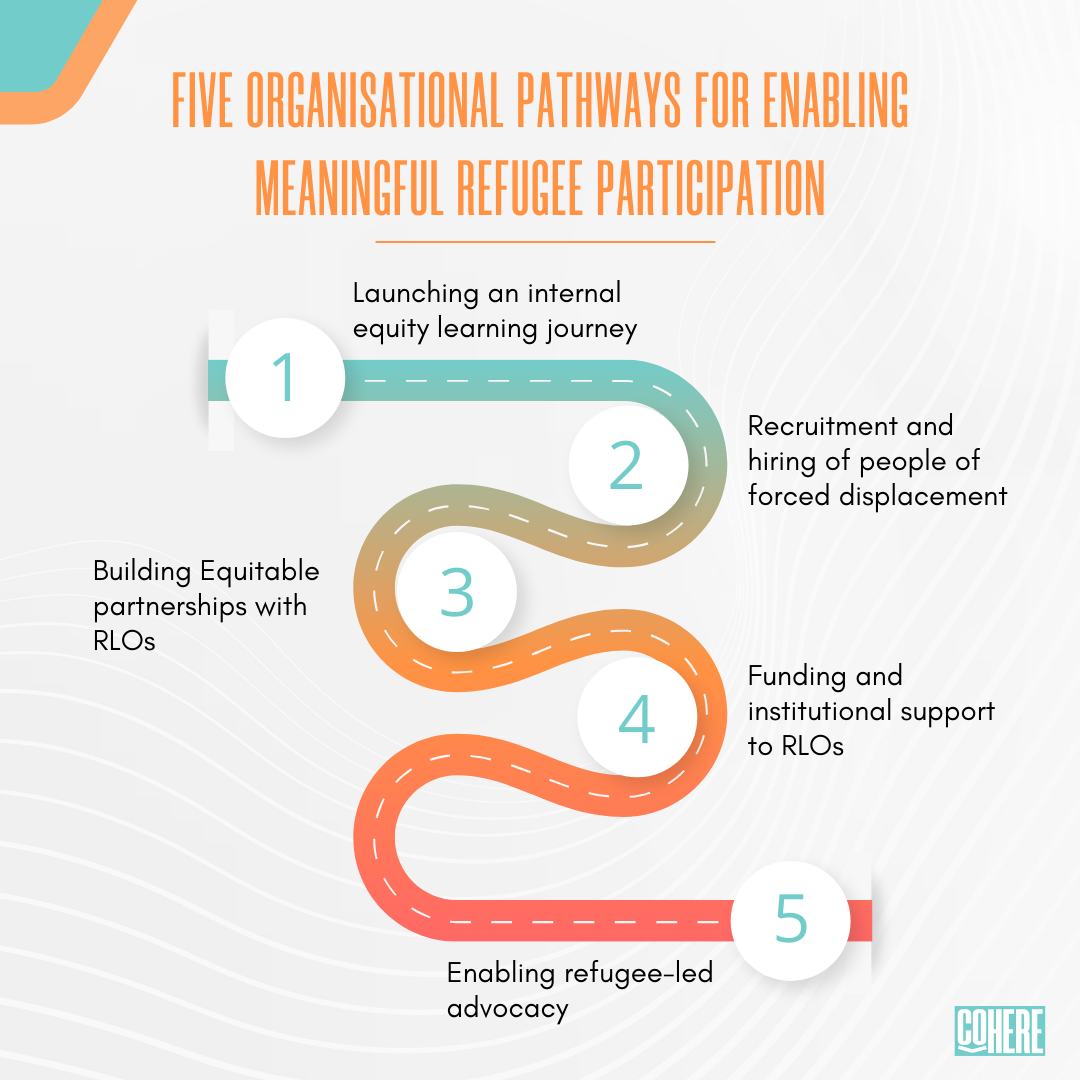 FIVE ORGANISATIONAL PATHWAYS FOR ENABLING
MEANINGFUL REFUGEE PARTICIPATION
1
Launching an internal
equity learning journey
2
Recruitment and
hiring of people of
forced displacement
3
Building Equitable
partnerships with
RLOs
4
Funding and
institutional support
to RLOs
5
Enabling refugee-led
advocacy
COHERE